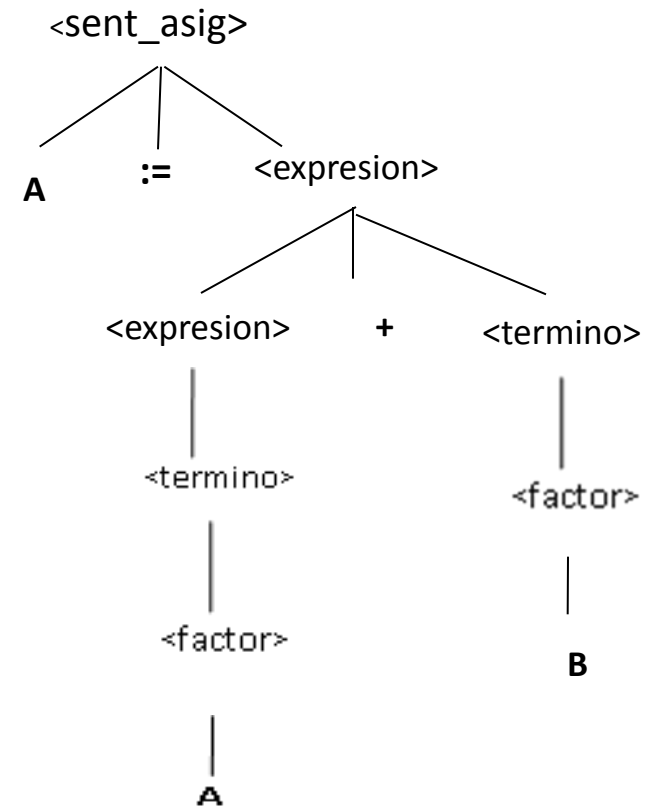 <sent_asig>
A := <expresion>
<expresion> + <termino>
<termino>
<factor>
<factor>
B
A